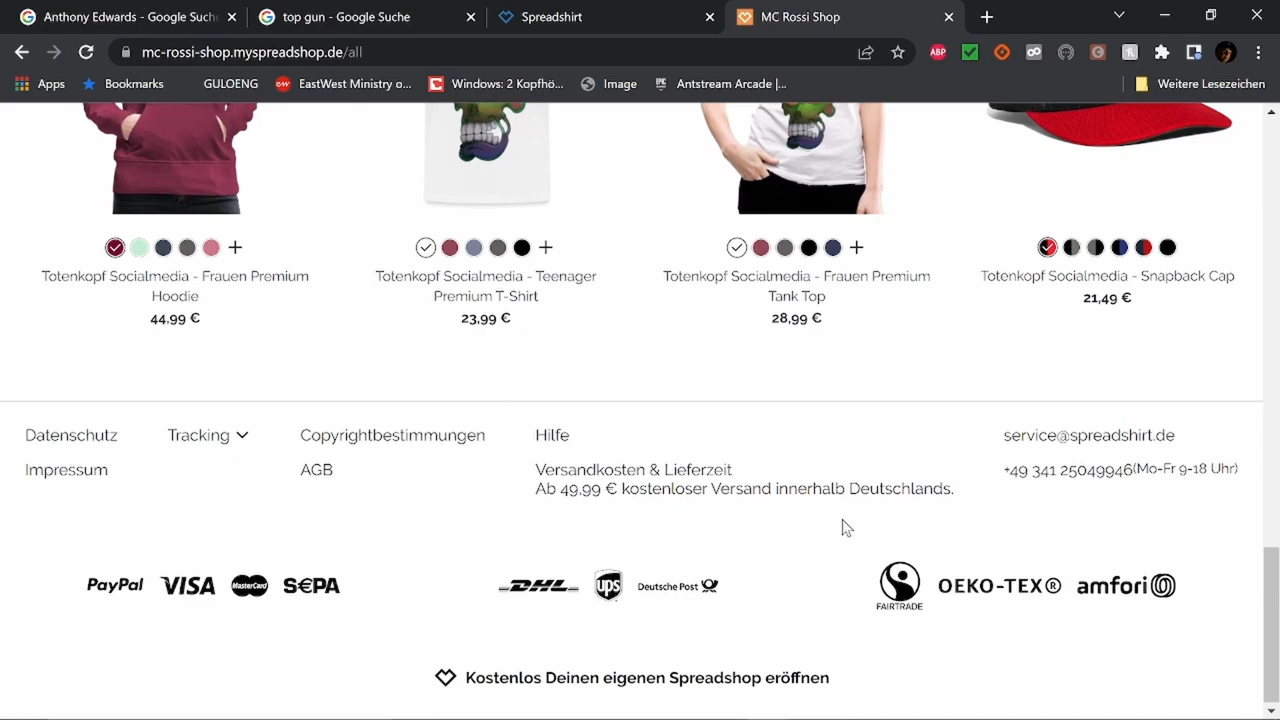 Anthony Edwards - Google Suche
top gun - Google Suche
Spreadshirt
MC Rossi Shop
mc-rossi-shop.myspreadshop.de/all
ABP
Apps
Bookmarks
GULOENG
EastWest Ministry o...
Windows: 2 Kopfhö...
Image
Antstream Arcade |...
Weitere Lesezeichen
Totenkopf Socialmedia - Frauen Premium
Hoodie
44,99 €
Totenkopf Socialmedia - Teenager
Premium T-Shirt
23,99 €
Totenkopf Socialmedia - Frauen Premium
Tank Top
28,99 €
Totenkopf Socialmedia - Snapback Cap
21,49 €
Datenschutz
Tracking
Copyrightbestimmungen
Hilfe
service@spreadshirt.de
Impressum
AGB
Versandkosten & Lieferzeit
Ab 49.99 € kostenloser Versand innerhalb Deutschlands.
+49 341 25049946(Mo-Fr 9-18 Uhr)
PayPal
VISA
MasterCard
S€PA
DHL
ups
Deutsche Post
FAIRTRADE
OEKO-TEX®
amfori
Kostenlos Deinen eigenen Spreadshop eröffnen